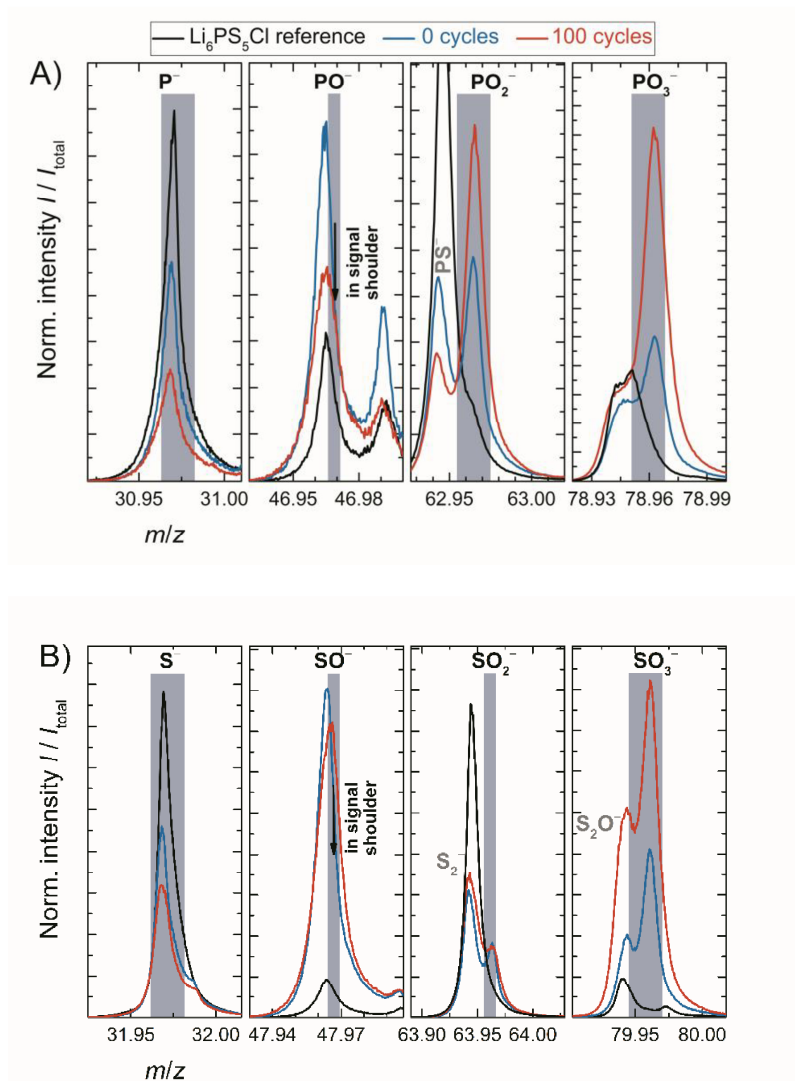 Li₆PS₅Cl reference 0 cycles 100 cycles
A)
P⁻ PO⁻ PO₂⁻ PO₃⁻
Norm. intensity I / I_total
PS⁻
in signal
shoulder
30.95 31.00 46.95 46.98 62.95 63.00 78.93 78.96 78.99
m/z
B)
S⁻ SO⁻ SO₂⁻ SO₃⁻
Norm. intensity I / I_total
in signal
shoulder
S₂⁻
S₂O⁻
31.95 32.00 47.94 47.97 63.90 63.95 64.00 79.95 80.00
m/z